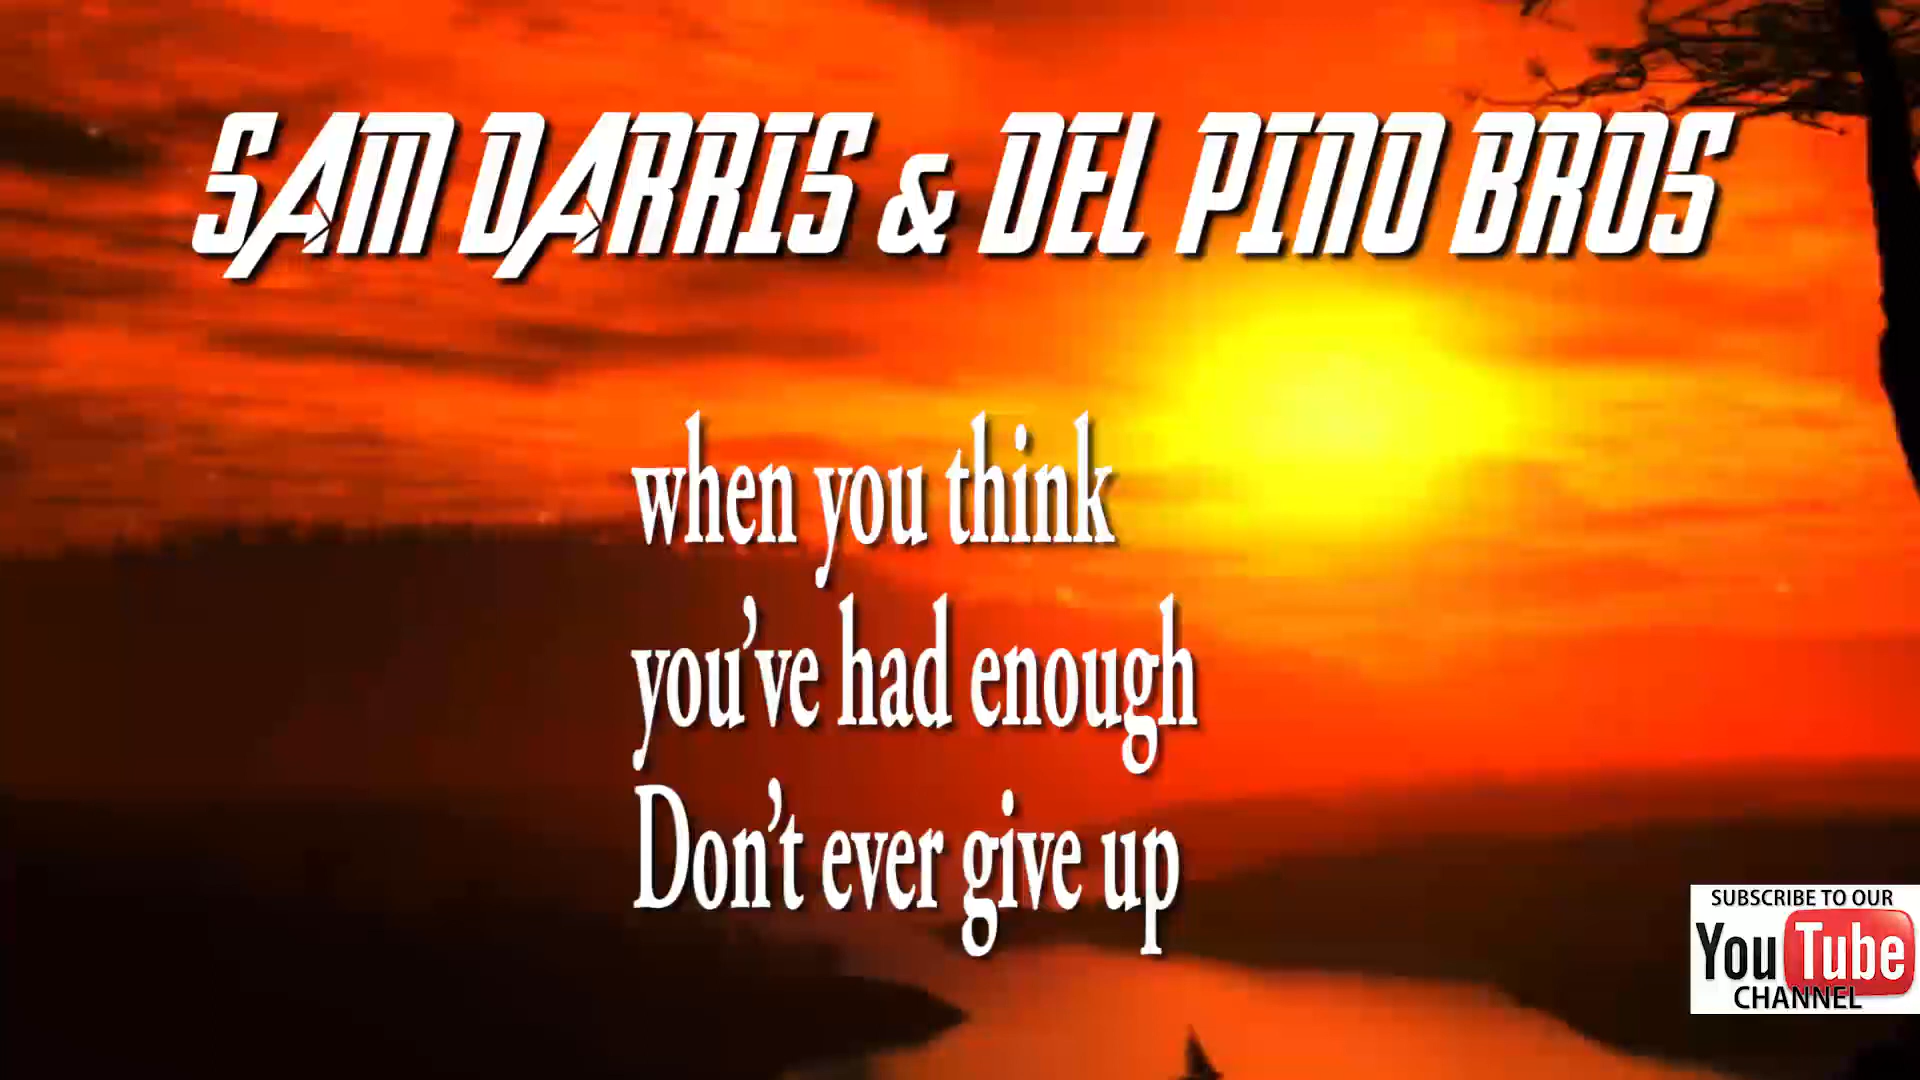 SAM DARRIS & DEL PINO BROS
when you think
you've had enough
Don't ever give up
SUBSCRIBE TO OUR
YouTube
CHANNEL